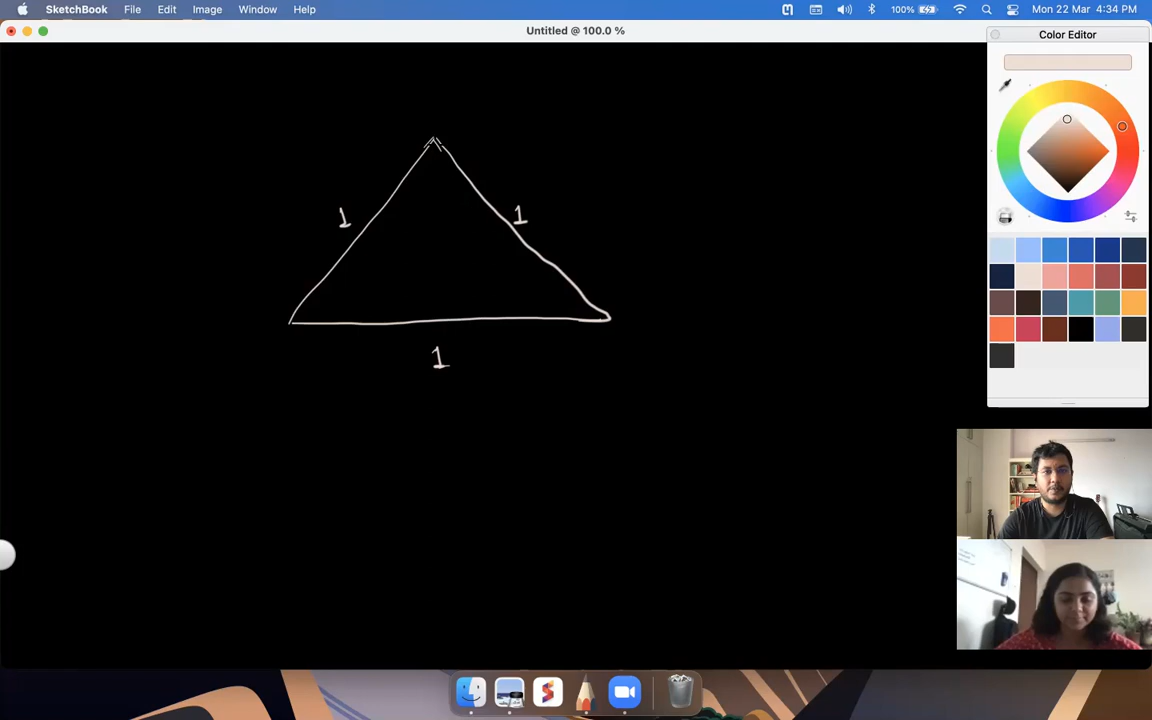 SketchBook File Edit Image Window Help 100% Mon 22 Mar 4:34 PM
Untitled @ 100.0 %
Color Editor
1
1
1